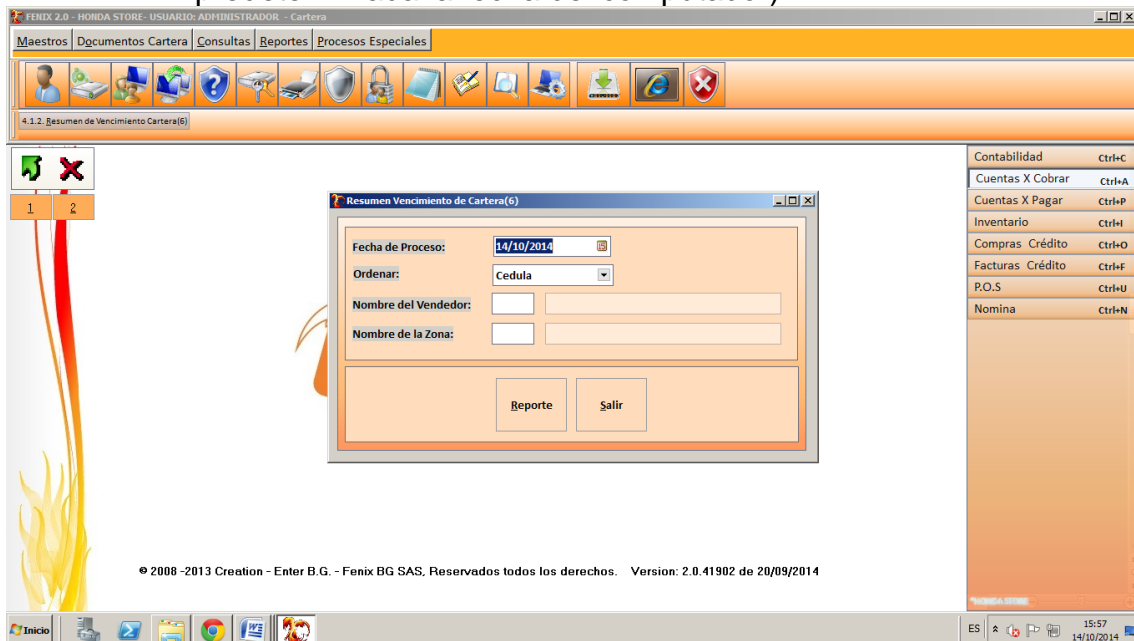 FENIX 2.0 - HONDA STORE- USUARIO: ADMINISTRADOR - Cartera
Maestros Documentos Cartera Consultas Reportes Procesos Especiales
4.1.2. Resumen de Vencimiento Cartera(6)
1 2
Resumen Vencimiento de Cartera(6)
Fecha de Proceso: 14/10/2014
Ordenar: Cedula
Nombre del Vendedor:
Nombre de la Zona:
Reporte Salir
Contabilidad Ctrl+C
Cuentas X Cobrar Ctrl+A
Cuentas X Pagar Ctrl+P
Inventario Ctrl+I
Compras Crédito Ctrl+O
Facturas Crédito Ctrl+F
P.O.S Ctrl+U
Nomina Ctrl+N
© 2008 -2013 Creation - Enter B.G. - Fenix BG SAS, Reservados todos los derechos. Version: 2.0.41902 de 20/09/2014
"HONDA STORE
Inicio
ES
15:57
14/10/2014